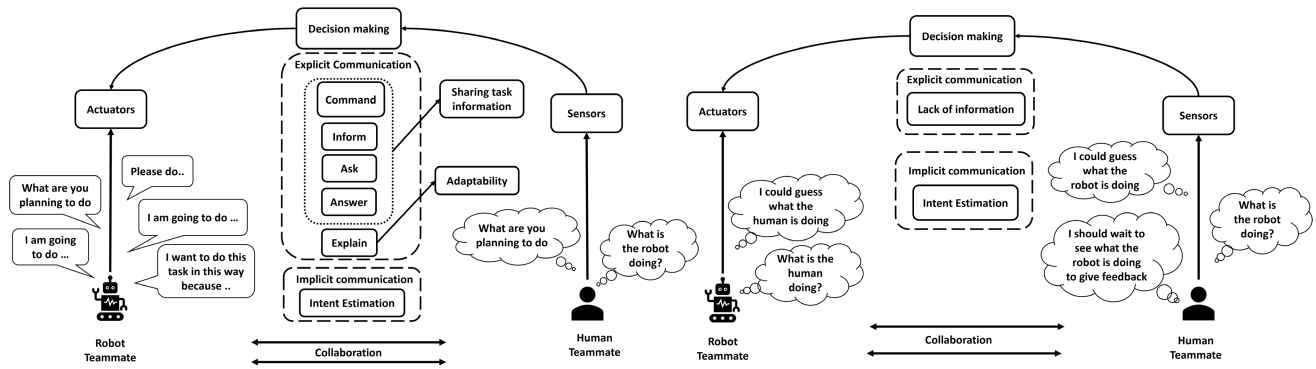 Decision making
Explicit Communication
Command
Inform
Ask
Answer
Explain
Sharing task
information
Adaptability
Implicit communication
Intent Estimation
Actuators
Sensors
Please do..
What are you
planning to do
I am going to do ...
I am going
to do ...
I want to do this
task in this way
because ..
What are you
planning to do
What is
the robot
doing?
Robot
Teammate
Collaboration
Human
Teammate
Decision making
Explicit communication
Lack of information
Implicit communication
Intent Estimation
Actuators
Sensors
I could guess
what the
human is doing
What is the
human
doing?
I could guess
what the
robot is doing
I should wait to
see what the
robot is doing
to give feedback
What is
the robot
doing?
Robot
Teammate
Collaboration
Human
Teammate